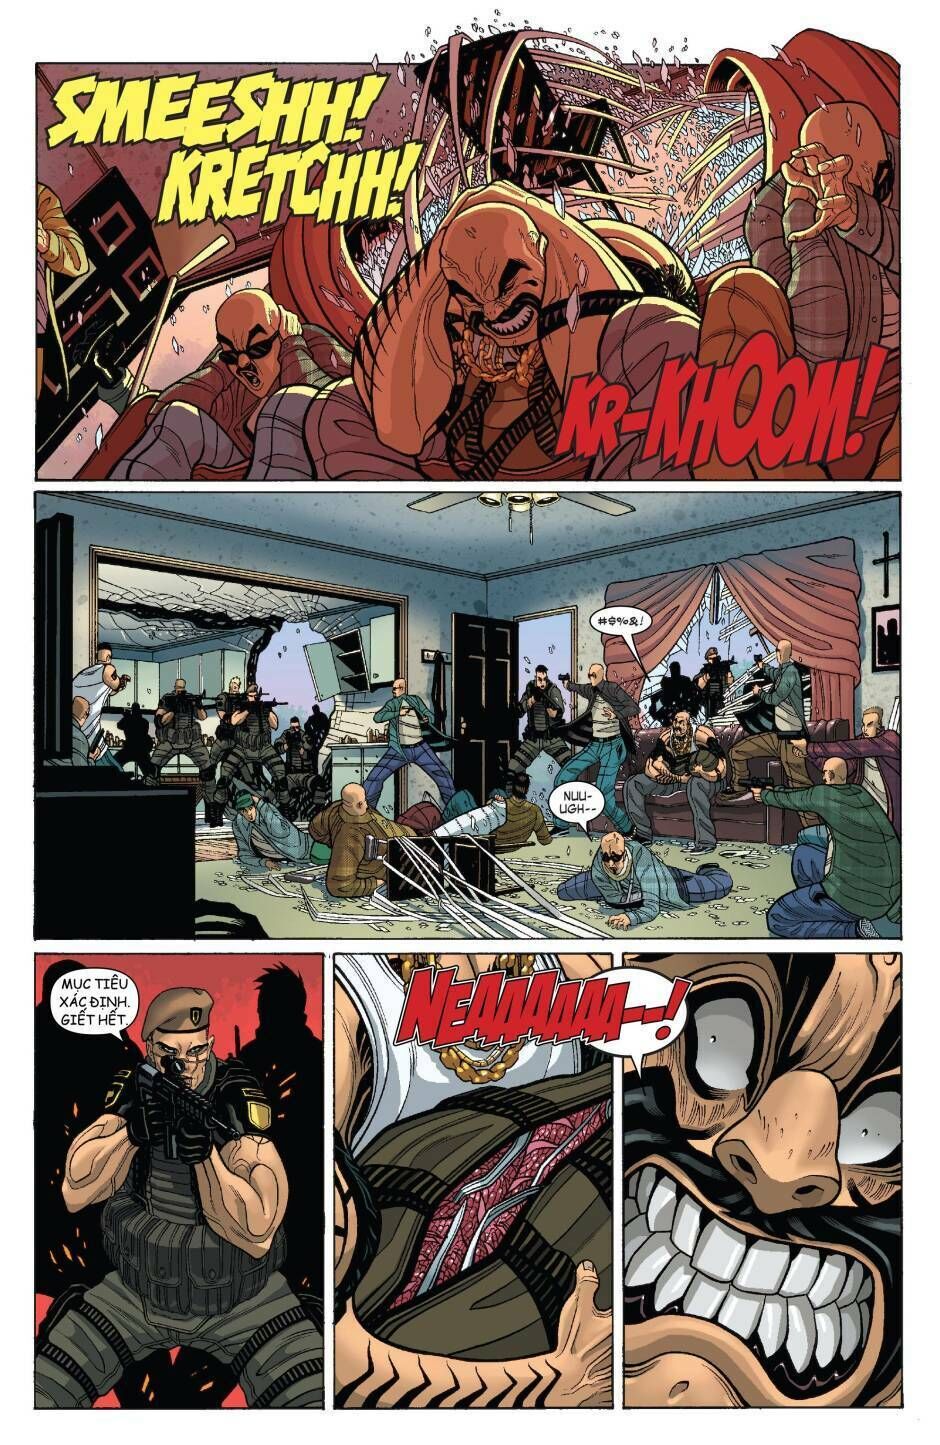 SMEESHH!
KRETCHH!
KR-KHOOM!
#@%&!
NUU-
UGH--
MỤC TIÊU
XÁC ĐỊNH.
GIẾT HẾT.
NEAAAAAA--!